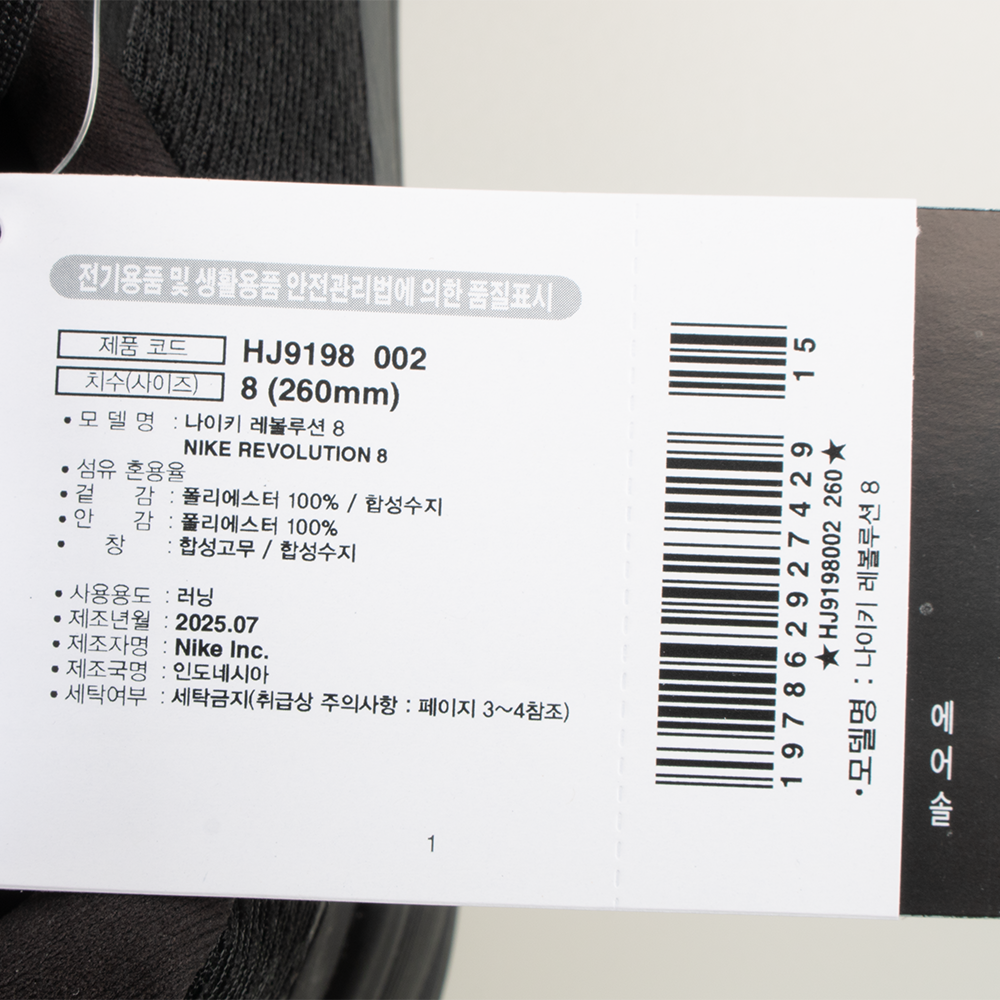 전기용품 및 생활용품 안전관리법에 의한 품질표시
제품 코드 HJ9198 002
치수(사이즈) 8 (260mm)
• 모 델 명 : 나이키 레볼루션 8
NIKE REVOLUTION 8
• 섬유 혼용율
• 겉 감 : 폴리에스터 100% / 합성수지
• 안 감 : 폴리에스터 100%
• 창 : 합성고무 / 합성수지
• 사용용도 : 러닝
• 제조년월 : 2025.07
• 제조자명 : Nike Inc.
• 제조국명 : 인도네시아
• 세탁여부 : 세탁금지(취급상 주의사항 : 페이지 3~4참조)
1
15
197862927429
★HJ9198002 260★
•모델명 : 나이키 레볼루션 8
에어솔